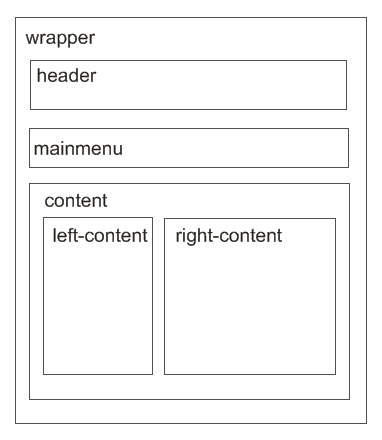 wrapper
header
mainmenu
content
left-content
right-content